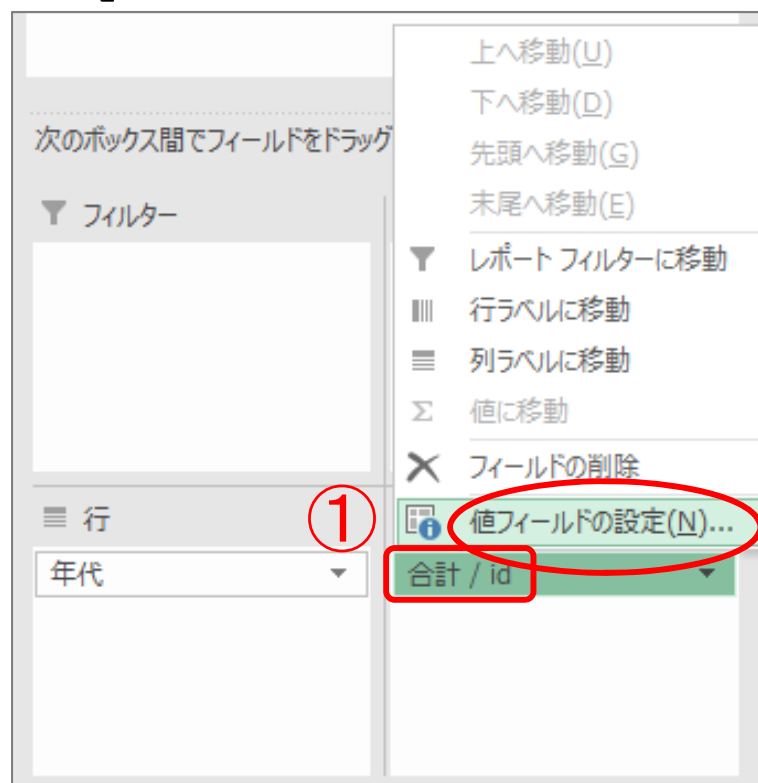 上へ移動(U)
下へ移動(D)
次のボックス間でフィールドをドラッグ
先頭へ移動(G)
末尾へ移動(E)
フィルター
レポート フィルターに移動
行ラベルに移動
列ラベルに移動
Σ 値に移動
フィールドの削除
行
①
値フィールドの設定(N)...
年代
合計 / id